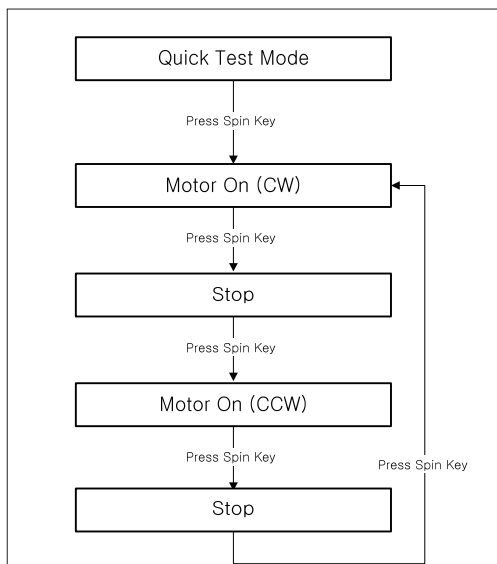 Quick Test Mode
Press Spin Key
Motor On (CW)
Press Spin Key
Stop
Press Spin Key
Motor On (CCW)
Press Spin Key
Press Spin Key
Stop